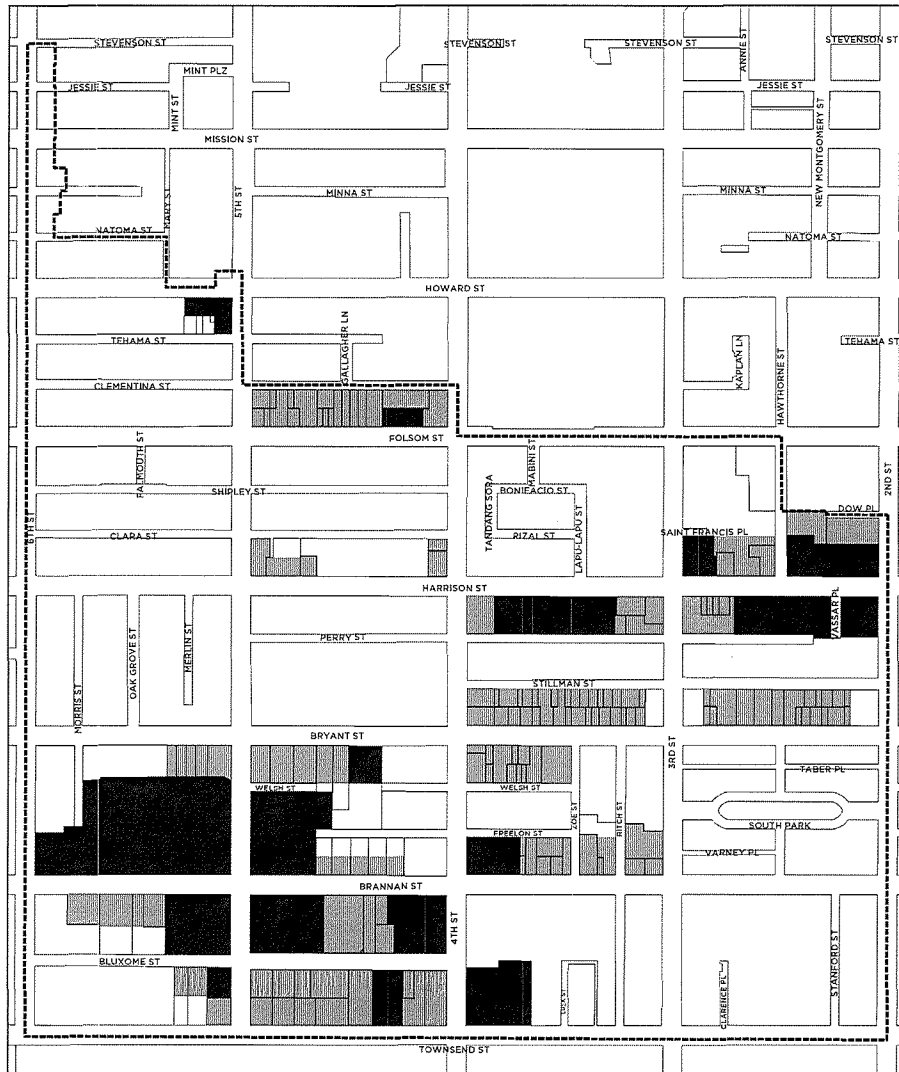 STEVENSON ST
STEVENSON ST
STEVENSON ST
STEVENSON ST
ANNIE ST
MINT PLZ
JESSIE ST
JESSIE ST
JESSIE ST
MINT ST
NEW MONTGOMERY ST
MISSION ST
MINNA ST
MINNA ST
MARY ST
5TH ST
NATOMA ST
NATOMA ST
HOWARD ST
TEHAMA ST
TEHAMA ST
GALLAGHER LN
KAPLAN LN
HAWTHORNE ST
CLEMENTINA ST
FOLSOM ST
FALMOUTH ST
MABINI ST
2ND ST
SHIPLEY ST
BONIFACIO ST
TANDANG SORA
LAPU-LAPU ST
DOW PL
6TH ST
CLARA ST
RIZAL ST
SAINT FRANCIS PL
HARRISON ST
VASSAR PL
PERRY ST
OAK GROVE ST
MERLIN ST
MORRIS ST
STILLMAN ST
BRYANT ST
3RD ST
TABER PL
WELSH ST
WELSH ST
ZOE ST
RITCH ST
SOUTH PARK
FREELON ST
VARNEY PL
BRANNAN ST
4TH ST
BLUXOME ST
LUCK ST
CLARENCE PL
STANFORD ST
TOWNSEND ST